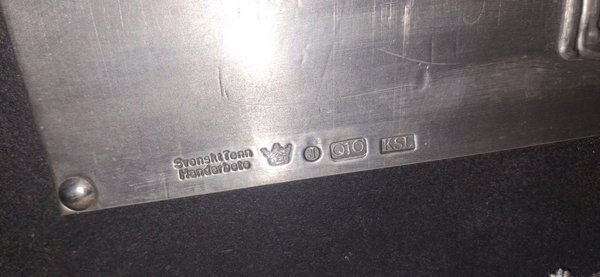 Svenskt Tenn
Handarbete
Q10
KSL